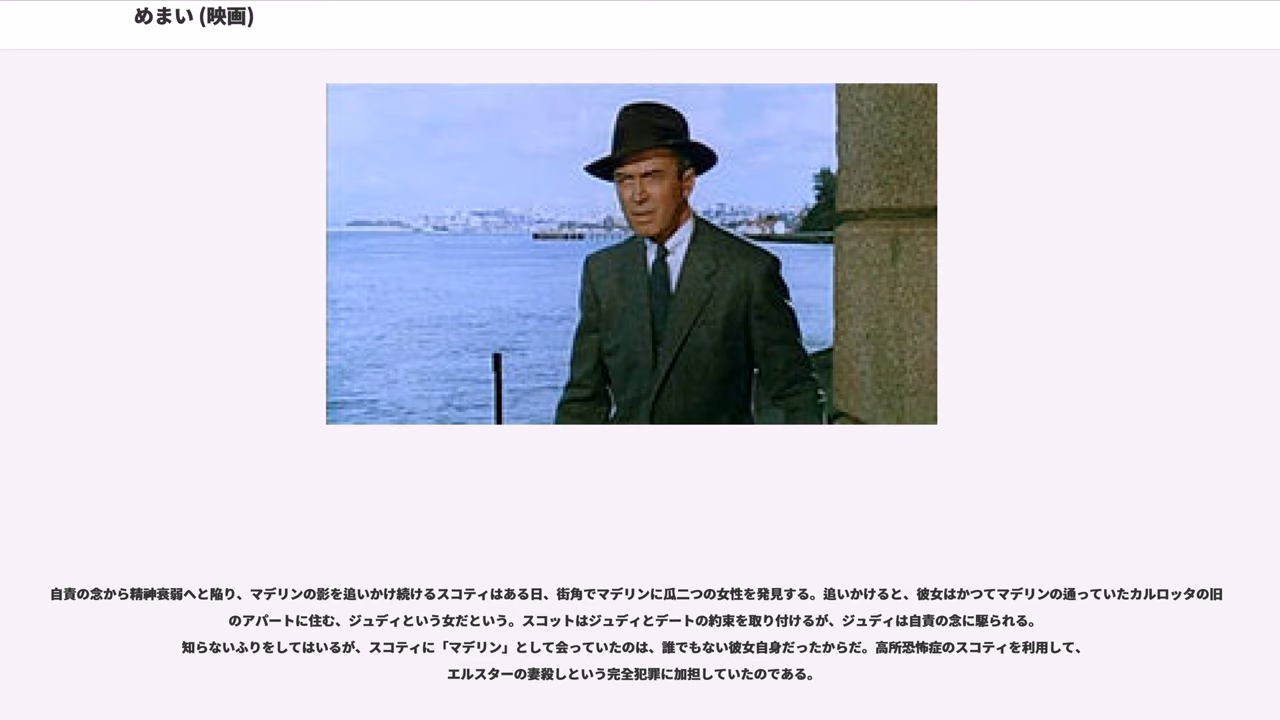 めまい (映画)
自責の念から精神衰弱へと陥り、マデリンの影を追いかけ続けるスコティはある日、街角でマデリンに瓜二つの女性を発見する。追いかけると、彼女はかつてマデリンの通っていたカルロッタの旧
のアパートに住む、ジュディという女だという。スコットはジュディとデートの約束を取り付けるが、ジュディは自責の念に駆られる。
知らないふりをしてはいるが、スコティに「マデリン」として会っていたのは、誰でもない彼女自身だったからだ。高所恐怖症のスコティを利用して、
エルスターの妻殺しという完全犯罪に加担していたのである。